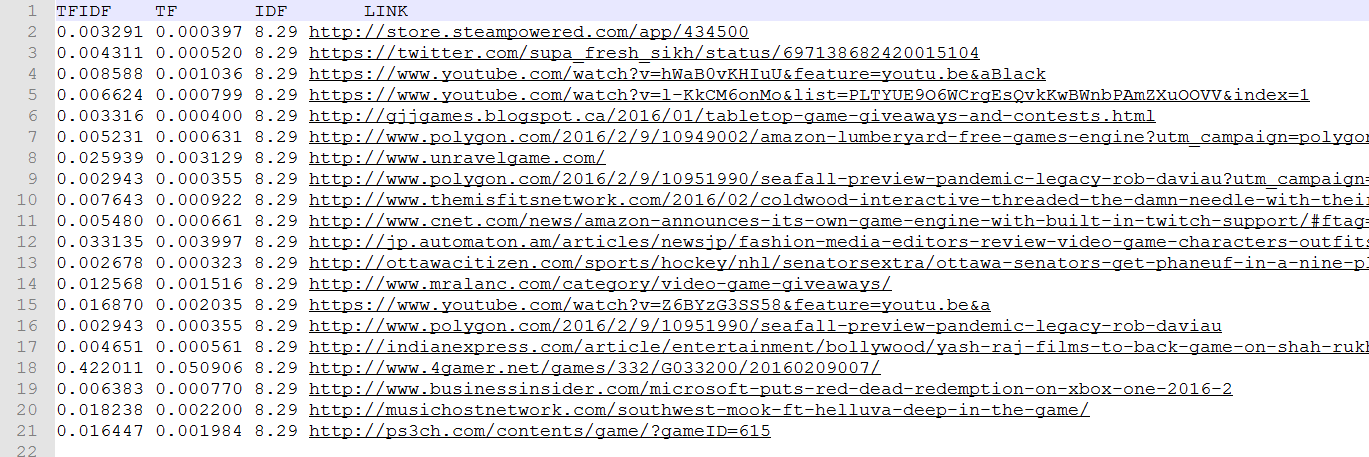 1 TFIDF TF IDF LINK
2 0.003291 0.000397 8.29 http://store.steampowered.com/app/434500
3 0.004311 0.000520 8.29 https://twitter.com/supa_fresh_sikh/status/697138682420015104
4 0.008588 0.001036 8.29 https://www.youtube.com/watch?v=hWaB0vKHIuU&feature=youtu.be&aBlack
5 0.006624 0.000799 8.29 https://www.youtube.com/watch?v=l-KkCM6onMo&list=PLTYUE9O6WCrgEsQvkKwBWnbPAmZXuOOVV&index=1
6 0.003316 0.000400 8.29 http://gjjgames.blogspot.ca/2016/01/tabletop-game-giveaways-and-contests.html
7 0.005231 0.000631 8.29 http://www.polygon.com/2016/2/9/10949002/amazon-lumberyard-free-games-engine?utm_campaign=polygon
8 0.025939 0.003129 8.29 http://www.unravelgame.com/
9 0.002943 0.000355 8.29 http://www.polygon.com/2016/2/9/10951990/seafall-preview-pandemic-legacy-rob-daviau?utm_campaign=
10 0.007643 0.000922 8.29 http://www.themisfitsnetwork.com/2016/02/coldwood-interactive-threaded-the-damn-needle-with-thei
11 0.005480 0.000661 8.29 http://www.cnet.com/news/amazon-announces-its-own-game-engine-with-built-in-twitch-support/#ftag=
12 0.033135 0.003997 8.29 http://jp.automaton.am/articles/newsjp/fashion-media-editors-review-video-game-characters-outfits
13 0.002678 0.000323 8.29 http://ottawacitizen.com/sports/hockey/nhl/senatorsextra/ottawa-senators-get-phaneuf-in-a-nine-pl
14 0.012568 0.001516 8.29 http://www.mralanc.com/category/video-game-giveaways/
15 0.016870 0.002035 8.29 https://www.youtube.com/watch?v=Z6BYzG3SS58&feature=youtu.be&a
16 0.002943 0.000355 8.29 http://www.polygon.com/2016/2/9/10951990/seafall-preview-pandemic-legacy-rob-daviau
17 0.004651 0.000561 8.29 http://indianexpress.com/article/entertainment/bollywood/yash-raj-films-to-back-game-on-shah-rukh
18 0.422011 0.050906 8.29 http://www.4gamer.net/games/332/G033200/20160209007/
19 0.006383 0.000770 8.29 http://www.businessinsider.com/microsoft-puts-red-dead-redemption-on-xbox-one-2016-2
20 0.018238 0.002200 8.29 http://musichostnetwork.com/southwest-mook-ft-helluva-deep-in-the-game/
21 0.016447 0.001984 8.29 http://ps3ch.com/contents/game/?gameID=615
22